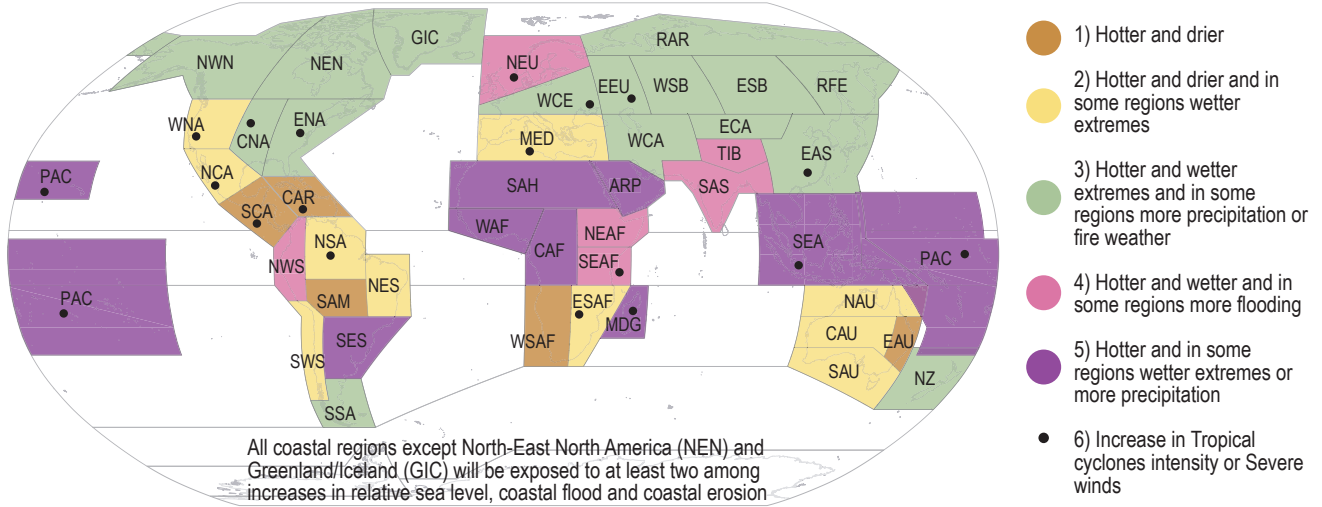 GIC
RAR
NWN
NEN
NEU
EEU
WSB
ESB
RFE
WCE
WNA
CNA
ENA
MED
WCA
ECA
TIB
EAS
NCA
PAC
SAH
ARP
SAS
CAR
SCA
WAF
CAF
NEAF
NSA
SEA
NWS
SEAF
PAC
PAC
SAM
NES
ESAF
MDG
NAU
SES
WSAF
CAU
EAU
SWS
SAU
NZ
SSA
All coastal regions except North-East North America (NEN) and
Greenland/Iceland (GIC) will be exposed to at least two among
increases in relative sea level, coastal flood and coastal erosion
1) Hotter and drier
2) Hotter and drier and in
some regions wetter
extremes
3) Hotter and wetter
extremes and in some
regions more precipitation or
fire weather
4) Hotter and wetter and in
some regions more flooding
5) Hotter and in some
regions wetter extremes or
more precipitation
6) Increase in Tropical
cyclones intensity or Severe
winds